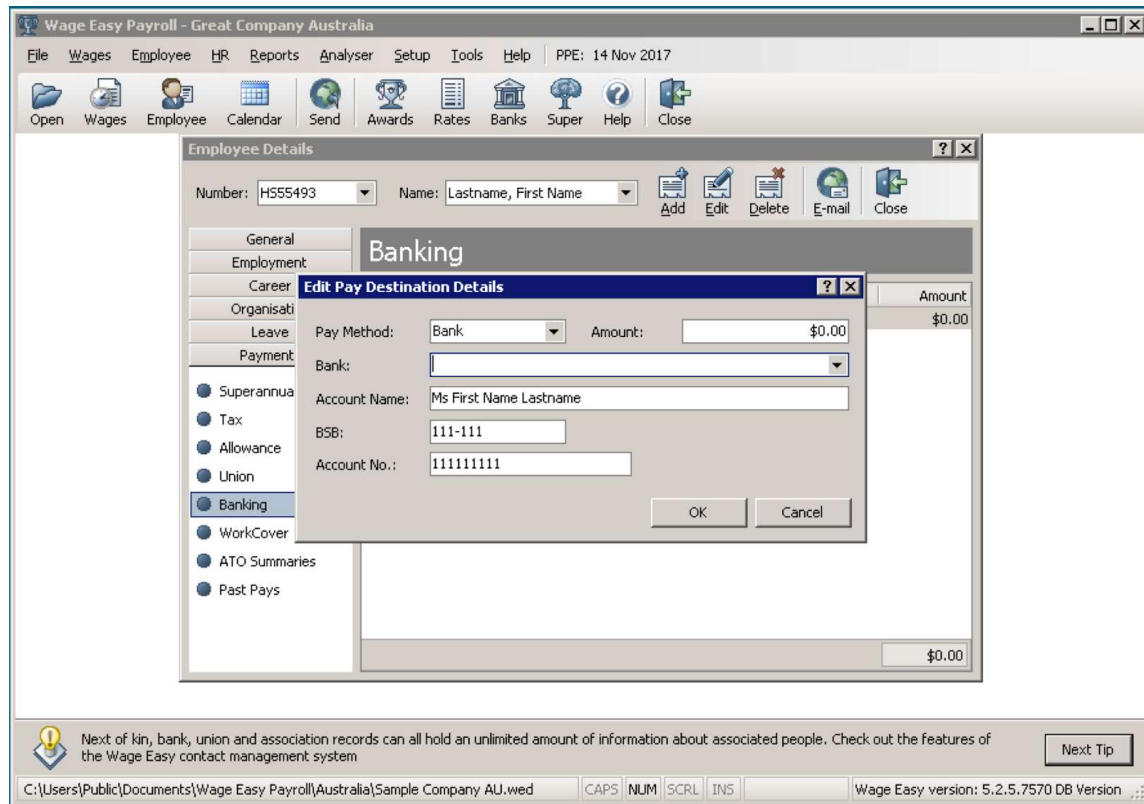 Wage Easy Payroll - Great Company Australia
File Wages Employee HR Reports Analyser Setup Tools Help PPE: 14 Nov 2017
Open Wages Employee Calendar Send Awards Rates Banks Super Help Close
Employee Details
Number: HS55493 Name: Lastname, First Name Add Edit Delete E-mail Close
General
Employment
Career
Organisati
Leave
Payment
Superannua
Tax
Allowance
Union
Banking
WorkCover
ATO Summaries
Past Pays
Banking
Amount
$0.00
Edit Pay Destination Details
Pay Method: Bank Amount: $0.00
Bank:
Account Name: Ms First Name Lastname
BSB: 111-111
Account No.: 111111111
OK Cancel
$0.00
Next of kin, bank, union and association records can all hold an unlimited amount of information about associated people. Check out the features of
the Wage Easy contact management system
Next Tip
C:\Users\Public\Documents\Wage Easy Payroll\Australia\Sample Company AU.wed CAPS NUM SCRL INS Wage Easy version: 5.2.5.7570 DB Version